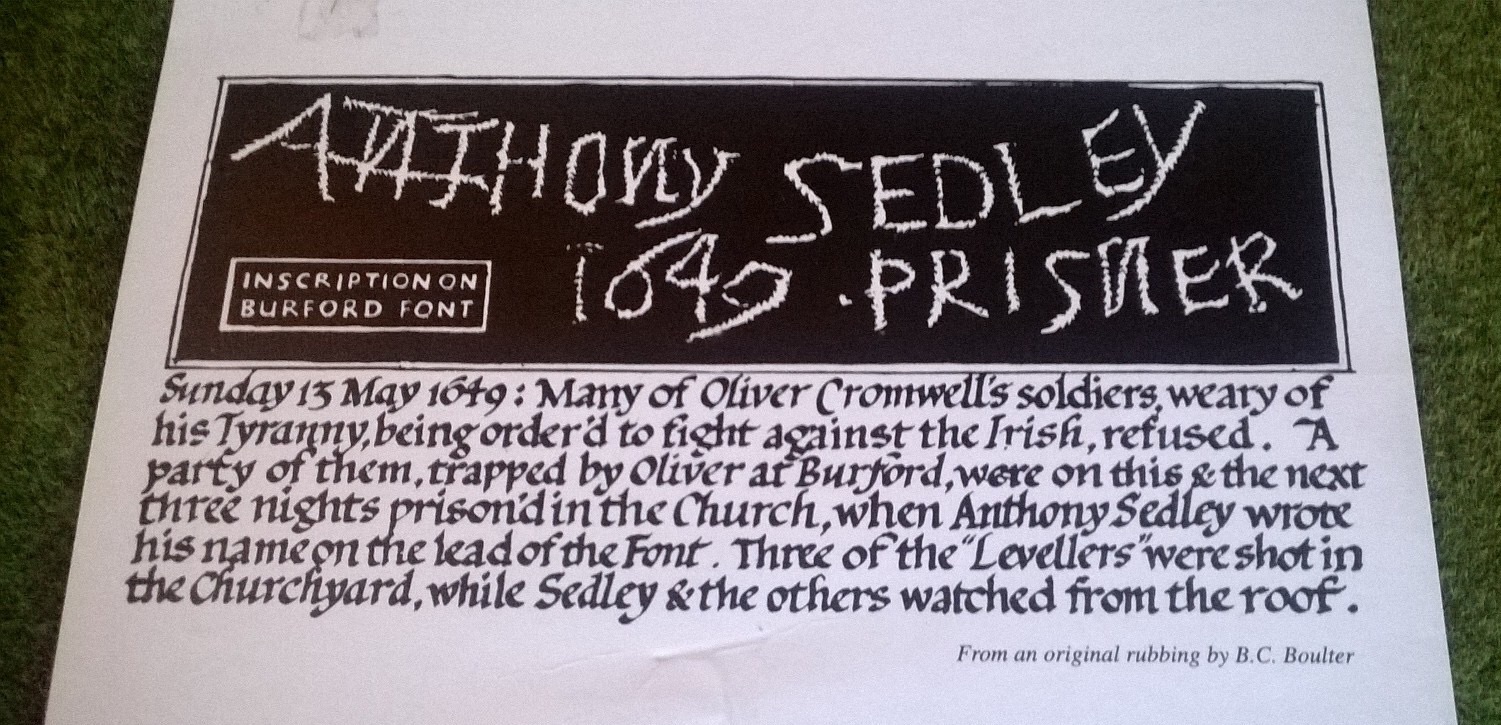 ANTHONY SEDLEY
1649 . PRISNER
INSCRIPTION ON
BURFORD FONT
Sunday 13 May 1649: Many of Oliver Cromwell's soldiers, weary of
his Tyranny, being order'd to fight against the Irish, refused. A
party of them, trapped by Oliver at Burford, were on this & the next
three nights prison'd in the Church, when Anthony Sedley wrote
his name on the lead of the Font. Three of the "Levellers" were shot in
the Churchyard, while Sedley & the others watched from the roof.
From an original rubbing by B.C. Boulter